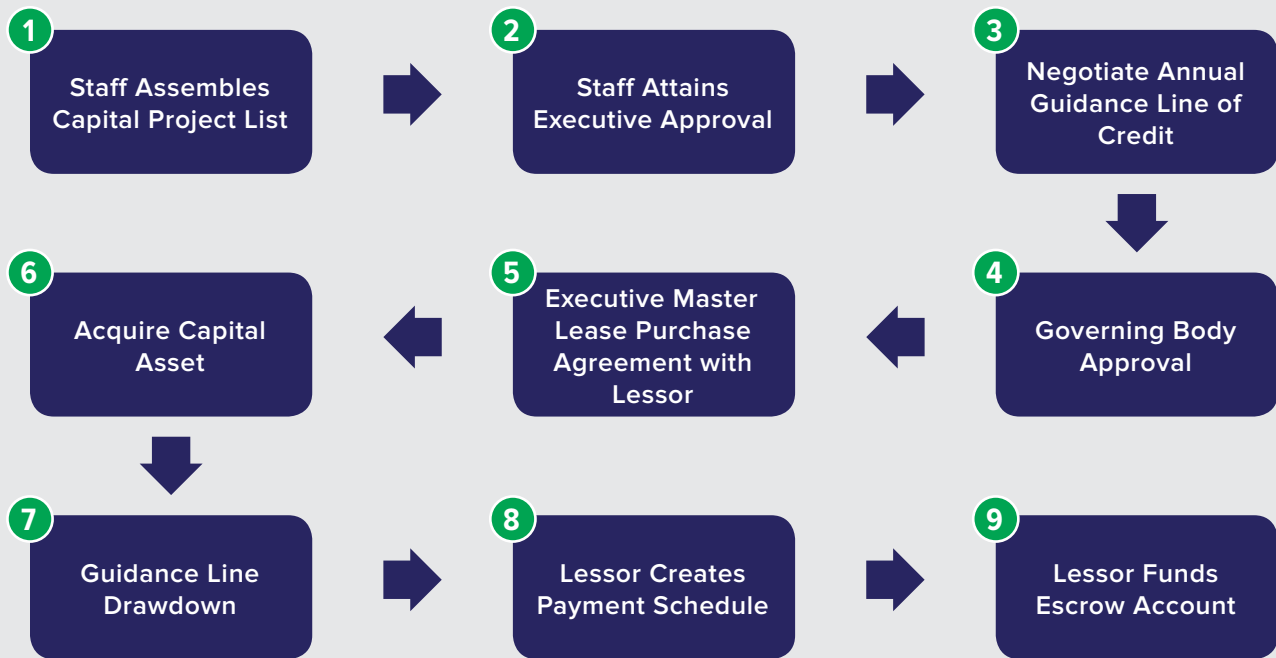 1
Staff Assembles
Capital Project List
2
Staff Attains
Executive Approval
3
Negotiate Annual
Guidance Line of
Credit
4
Governing Body
Approval
5
Executive Master
Lease Purchase
Agreement with
Lessor
6
Acquire Capital
Asset
7
Guidance Line
Drawdown
8
Lessor Creates
Payment Schedule
9
Lessor Funds
Escrow Account